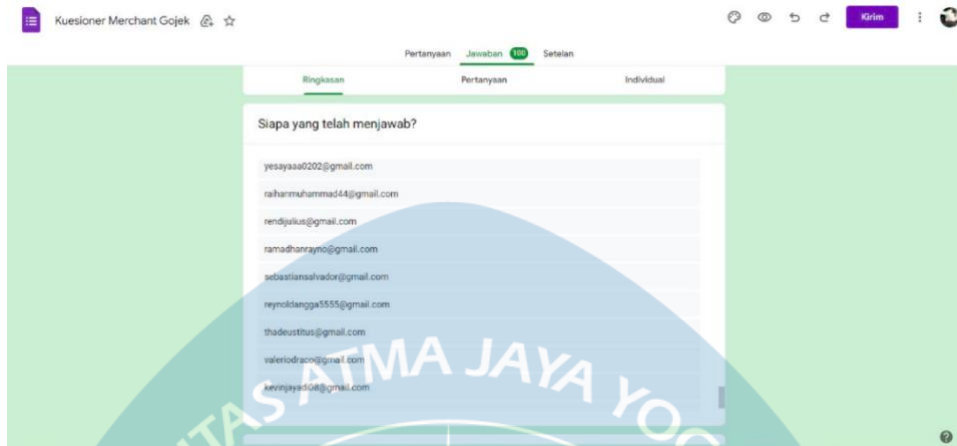 Kuesioner Merchant Gojek
Kirim
Pertanyaan Jawaban 100 Setelan
Ringkasan Pertanyaan Individual
Siapa yang telah menjawab?
yesayaaa0202@gmail.com
raihanmuhammad44@gmail.com
rendijulius@gmail.com
ramadhanrayno@gmail.com
sebastiansalvador@gmail.com
reynoldangga5555@gmail.com
thadeustitus@gmail.com
valeriodraco@gmail.com
kevinjayadi08@gmail.com
ITAS ATMA JAYA YOG